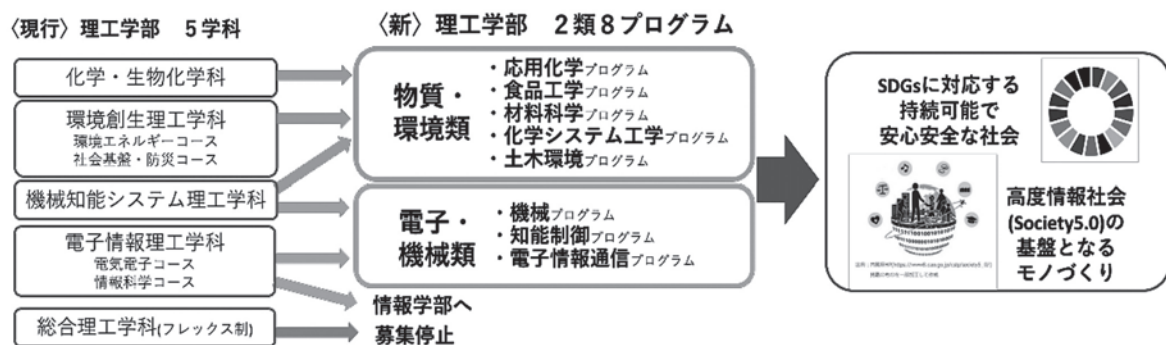 〈現行〉理工学部　５学科
化学・生物化学科
環境創生理工学科
環境エネルギーコース
社会基盤・防災コース
機械知能システム理工学科
電子情報理工学科
電気電子コース
情報科学コース
総合理工学科(フレックス制)
〈新〉理工学部　２類８プログラム
物質・
環境類
・応用化学プログラム
・食品工学プログラム
・材料科学プログラム
・化学システム工学プログラム
・土木環境プログラム
電子・
機械類
・機械プログラム
・知能制御プログラム
・電子情報通信プログラム
情報学部へ
募集停止
SDGsに対応する
持続可能で
安心安全な社会
高度情報社会
(Society5.0)の
基盤となる
モノづくり